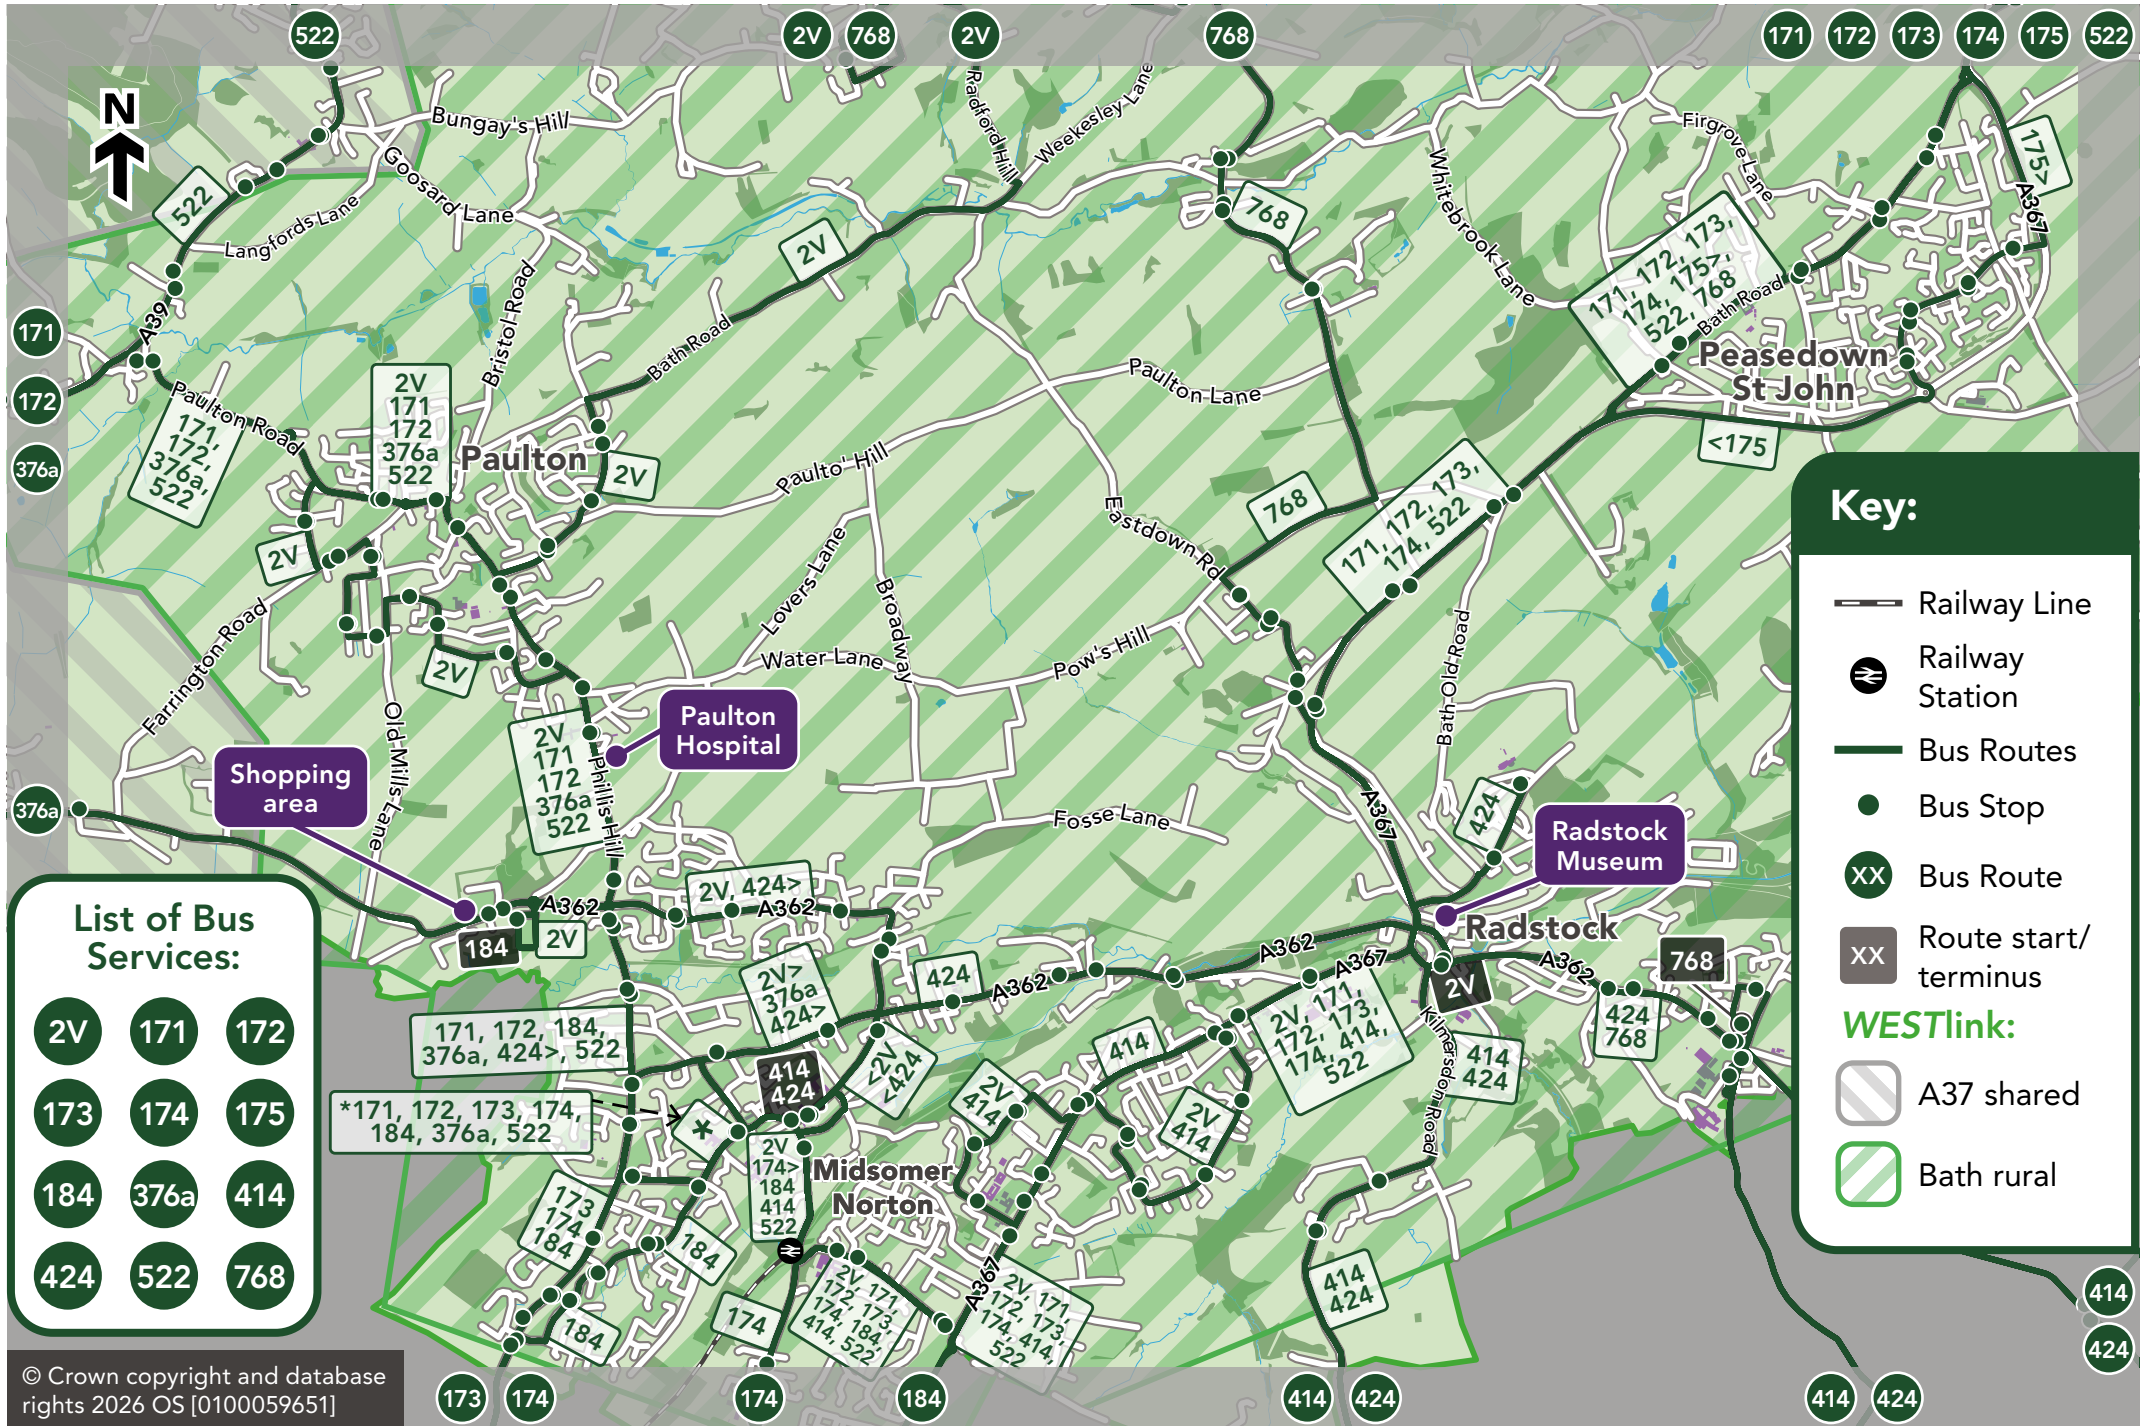 522
2V
768
2V
768
171
172
173
174
175
522
N
Bungay's Hill
Goosard Lane
Langfords Lane
522
Radford Hill
Weekesley Lane
Whitebrook Lane
Firgrove Lane
175>
A367
768
2V
171, 172, 173,
174, 175>,
522, 768
Bath Road
Peasedown
St John
<175
A39
171
172
376a
Paulton Road
171,
172,
376a,
522
2V
171
172
376a
522
Bristol Road
Bath Road
Paulton
2V
Paulton Lane
Paulto' Hill
768
171, 172, 173,
174, 522
Eastdown Rd
2V
Lovers Lane
Broadway
Water Lane
Pow's Hill
Bath Old Road
Farrington Road
2V
Old Mills Lane
Paulton
Hospital
2V
171
172
376a
522
Phillis Hill
Shopping
area
376a
Fosse Lane
A367
424
Radstock
Museum
Radstock
2V, 424>
A362
A362
184
2V
2V>
376a
424>
424
A362
A362
A367
2V
A362
768
424
768
171, 172, 184,
376a, 424>, 522
*171, 172, 173, 174,
184, 376a, 522
*
414
424
<2V
<424
2V
414
414
2V
414
2V, 171,
172, 173,
174, 414,
522
Kilmersdon Road
414
424
2V
174>
184
414
522
Midsomer
Norton
173
174
184
184
184
174
2V, 171,
172, 173,
174, 184,
414, 522
A367
2V, 171,
172, 173,
174, 414,
522
414
424
173
174
174
184
414
424
414
424
414
424
Key:
Railway Line
Railway
Station
Bus Routes
Bus Stop
XX
Bus Route
XX
Route start/
terminus
WESTlink:
A37 shared
Bath rural
List of Bus
Services:
2V
171
172
173
174
175
184
376a
414
424
522
768
© Crown copyright and database
rights 2026 OS [0100059651]